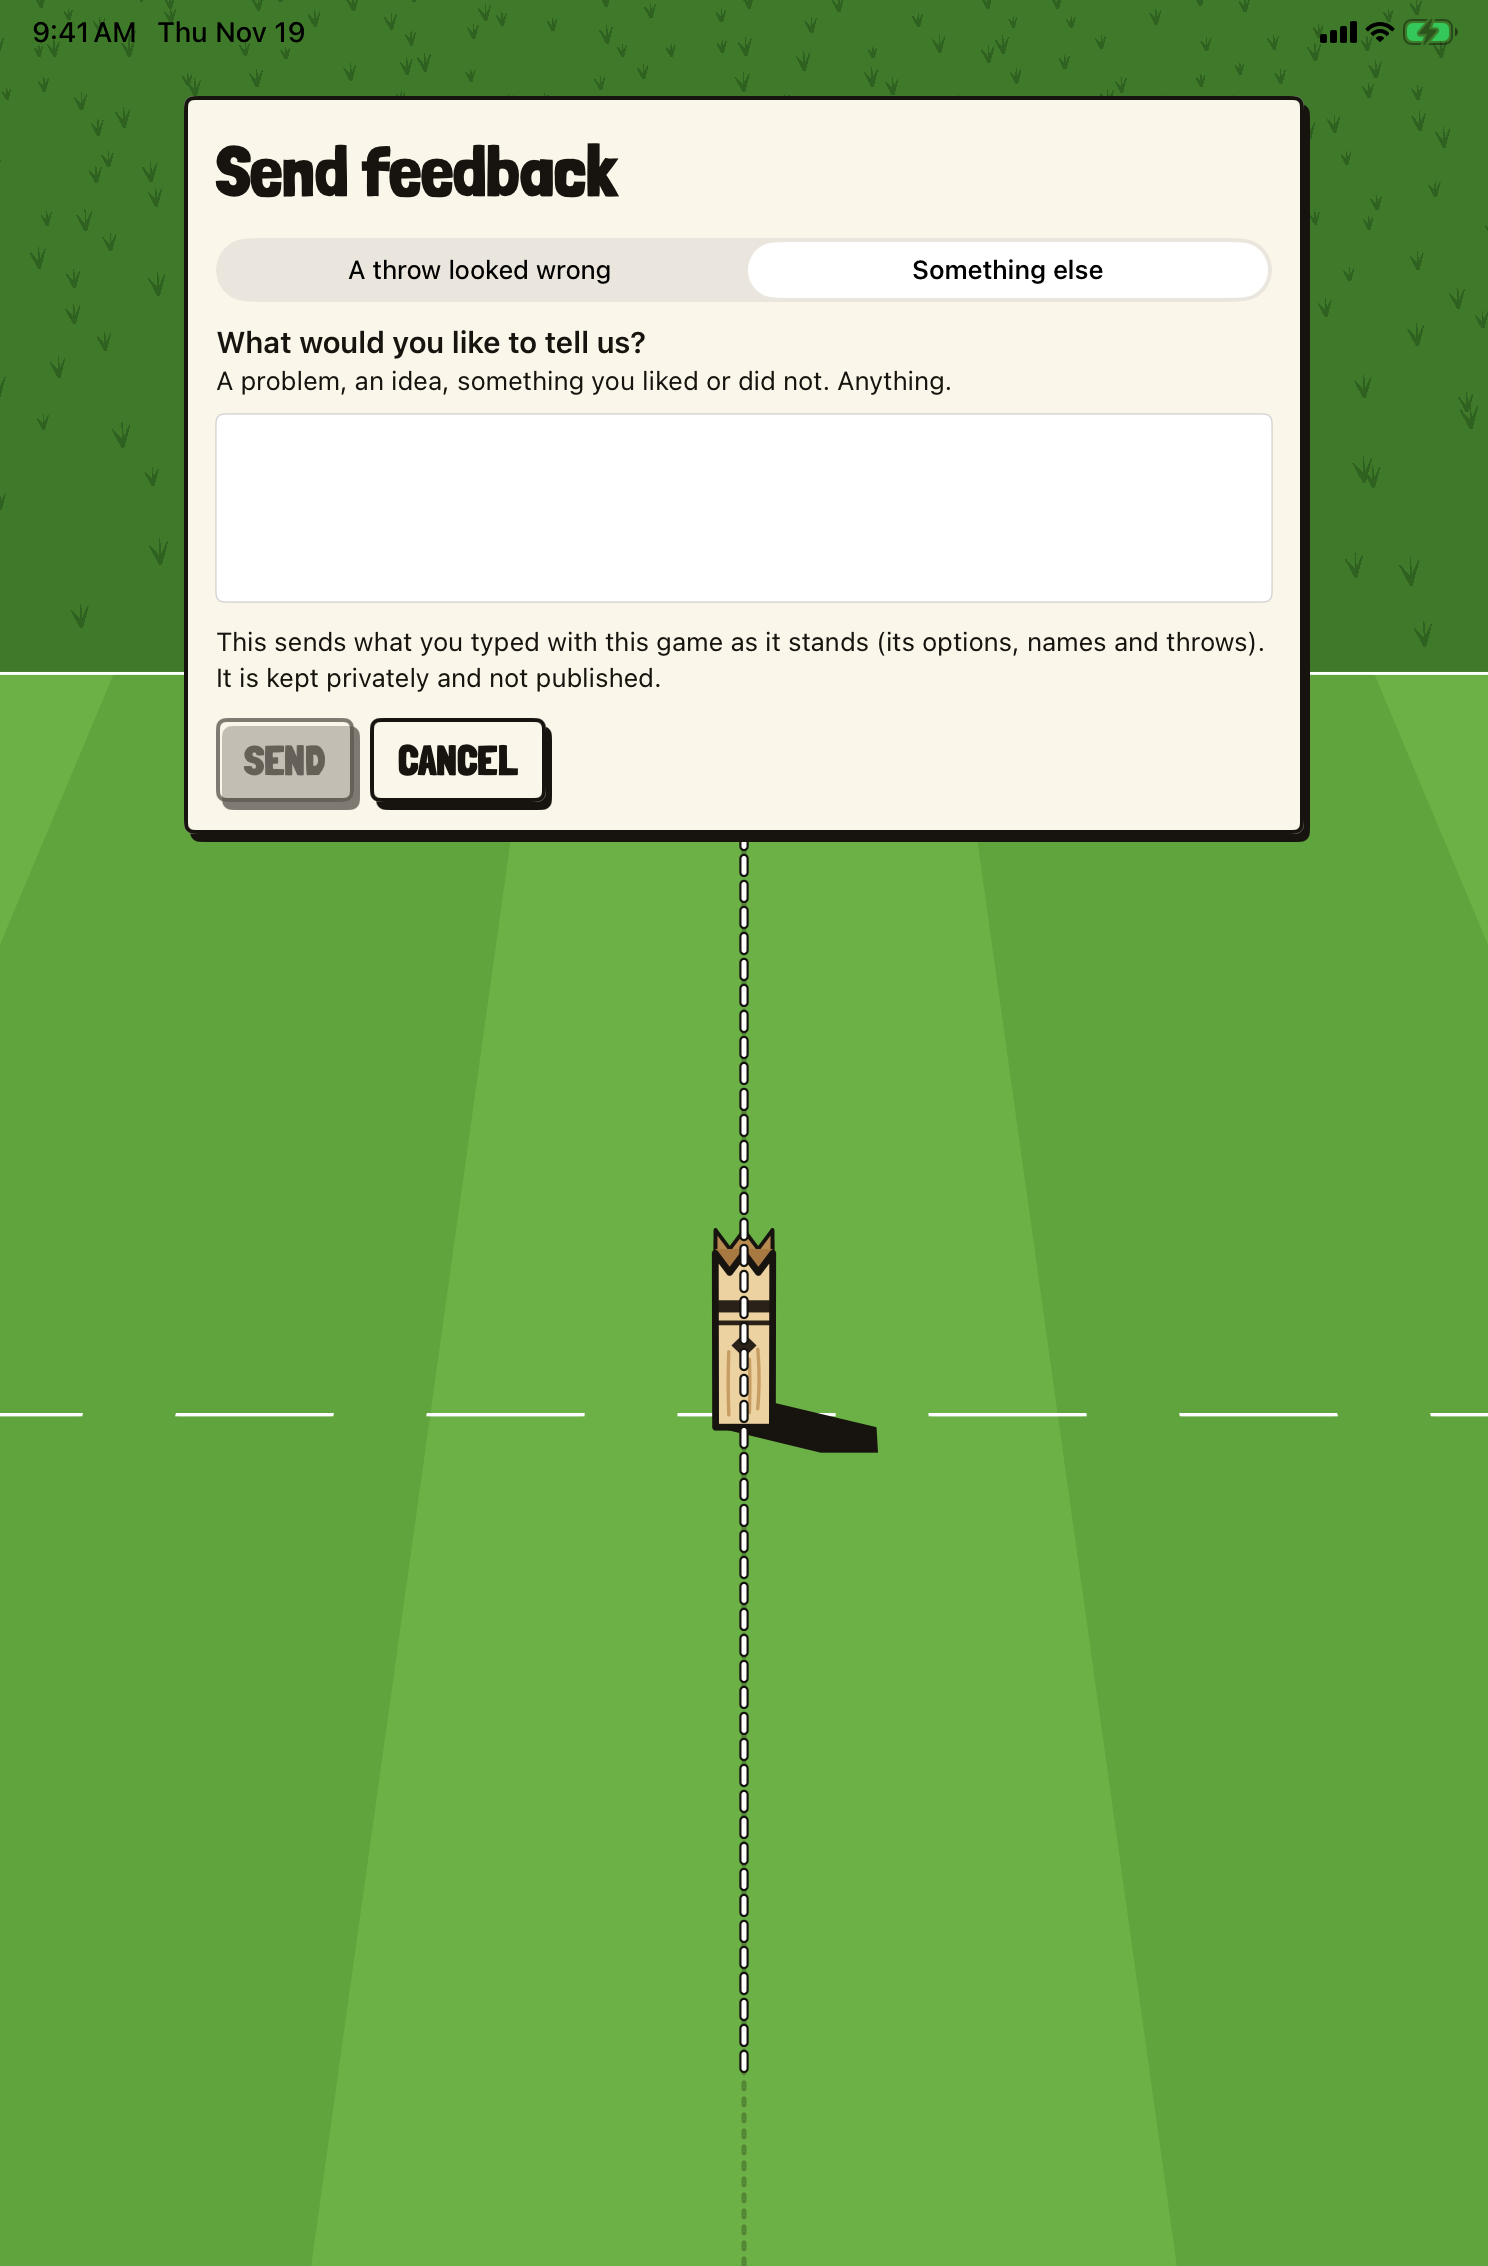 9:41 AM Thu Nov 19
Send feedback
A throw looked wrong
Something else
What would you like to tell us?
A problem, an idea, something you liked or did not. Anything.
This sends what you typed with this game as it stands (its options, names and throws).
It is kept privately and not published.
SEND
CANCEL